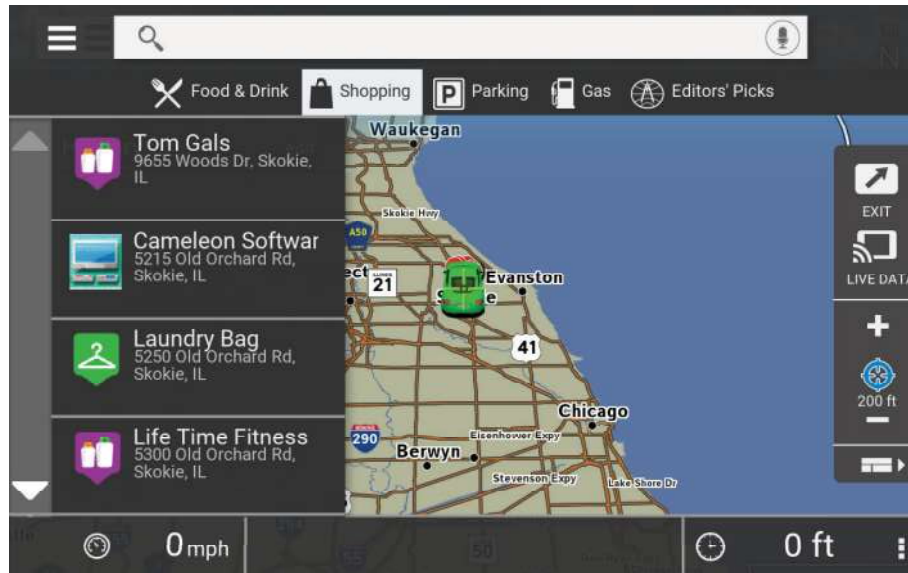 Food & Drink
Shopping
P
Parking
Gas
Editors' Picks
Tom Gals
9655 Woods Dr, Skokie,
IL
Cameleon Softwar
5215 Old Orchard Rd,
Skokie, IL
Laundry Bag
5250 Old Orchard Rd,
Skokie, IL
Life Time Fitness
5300 Old Orchard Rd,
Skokie, IL
Waukegan
Skokie Hwy
A50
21
Evanston
41
Chicago
290
Eisenhower Expy
Berwyn
Stevenson Expy
Lake Shore Dr
EXIT
LIVE DATA
+
200 ft
−
0 mph
50
0 ft